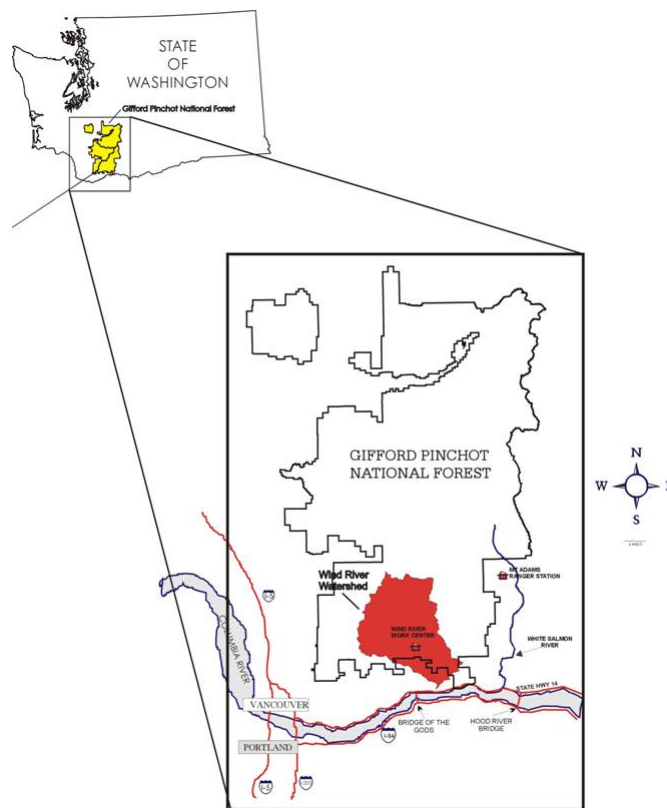 STATE
OF
WASHINGTON
Gifford Pinchot National Forest
GIFFORD PINCHOT
NATIONAL FOREST
N
W
S
Wind River
Watershed
MT ADAMS
RANGER STATION
I-5
WIND RIVER
WORK CENTER
COLUMBIA RIVER
WHITE SALMON
RIVER
STATE HWY 14
VANCOUVER
BRIDGE OF THE
GODS
HOOD RIVER
BRIDGE
I-84
PORTLAND
I-5